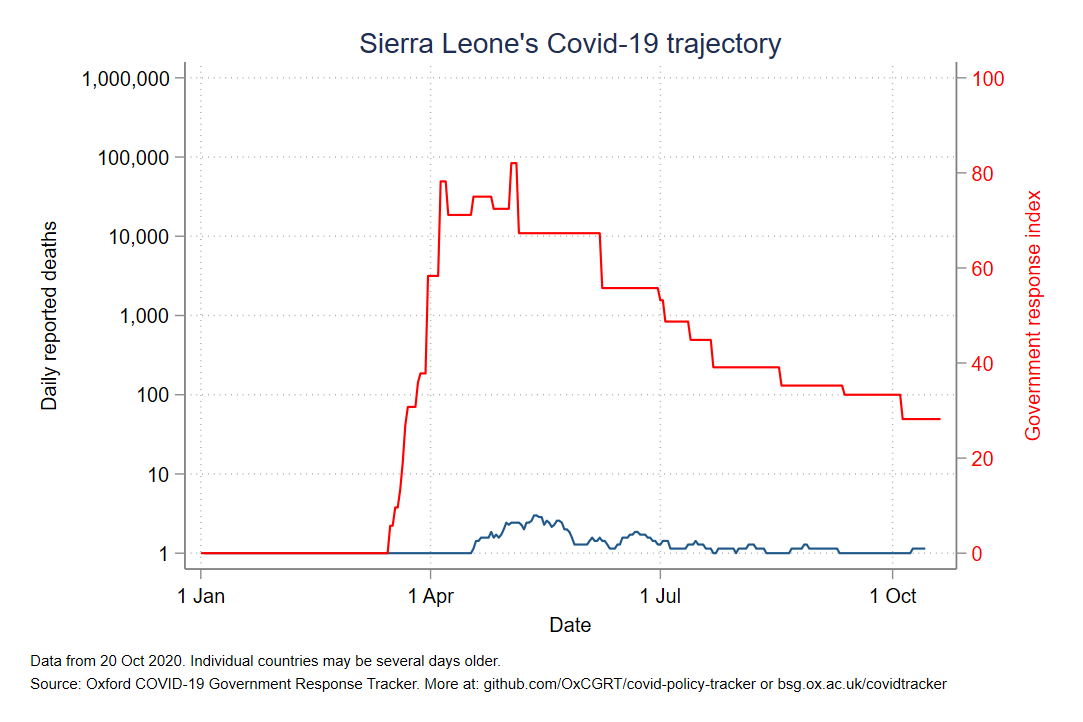 Sierra Leone's Covid-19 trajectory
1,000,000
100,000
10,000
1,000
100
10
1
Daily reported deaths
100
80
60
40
20
0
Government response index
1 Jan
1 Apr
1 Jul
1 Oct
Date
Data from 20 Oct 2020. Individual countries may be several days older.
Source: Oxford COVID-19 Government Response Tracker. More at: github.com/OxCGRT/covid-policy-tracker or bsg.ox.ac.uk/covidtracker